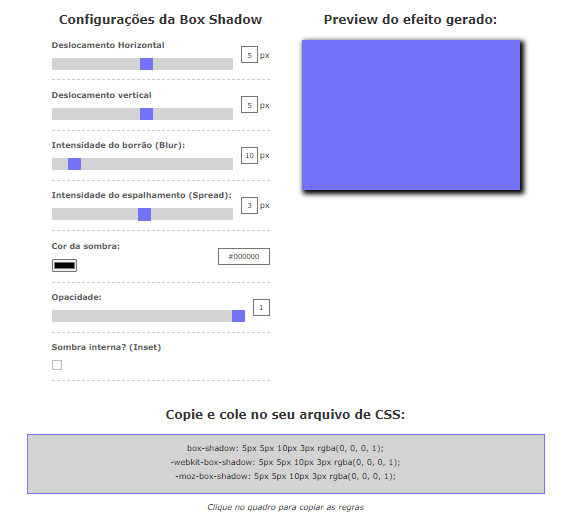 Configurações da Box Shadow
Deslocamento Horizontal
5 px
Deslocamento vertical
5 px
Intensidade do borrão (Blur):
10 px
Intensidade do espalhamento (Spread):
3 px
Cor da sombra:
#000000
Opacidade:
1
Sombra interna? (Inset)
Preview do efeito gerado:
Copie e cole no seu arquivo de CSS:
box-shadow: 5px 5px 10px 3px rgba(0, 0, 0, 1);
-webkit-box-shadow: 5px 5px 10px 3px rgba(0, 0, 0, 1);
-moz-box-shadow: 5px 5px 10px 3px rgba(0, 0, 0, 1);
Clique no quadro para copiar as regras